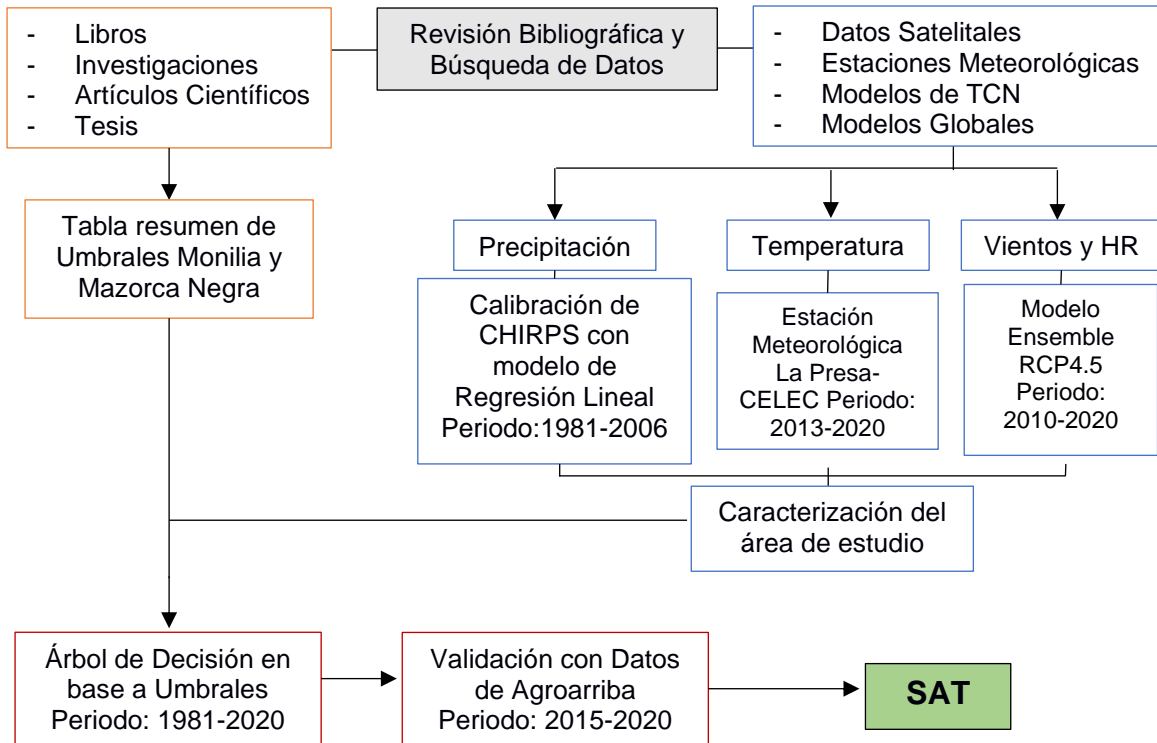 - Libros
- Investigaciones
- Artículos Científicos
- Tesis
Revisión Bibliográfica y
Búsqueda de Datos
- Datos Satelitales
- Estaciones Meteorológicas
- Modelos de TCN
- Modelos Globales
Tabla resumen de
Umbrales Monilia y
Mazorca Negra
Precipitación
Temperatura
Vientos y HR
Calibración de
CHIRPS con
modelo de
Regresión Lineal
Periodo:1981-2006
Estación
Meteorológica
La Presa-
CELEC Periodo:
2013-2020
Modelo
Ensemble
RCP4.5
Periodo:
2010-2020
Caracterización del
área de estudio
Árbol de Decisión en
base a Umbrales
Periodo: 1981-2020
Validación con Datos
de Agroarriba
Periodo: 2015-2020
SAT